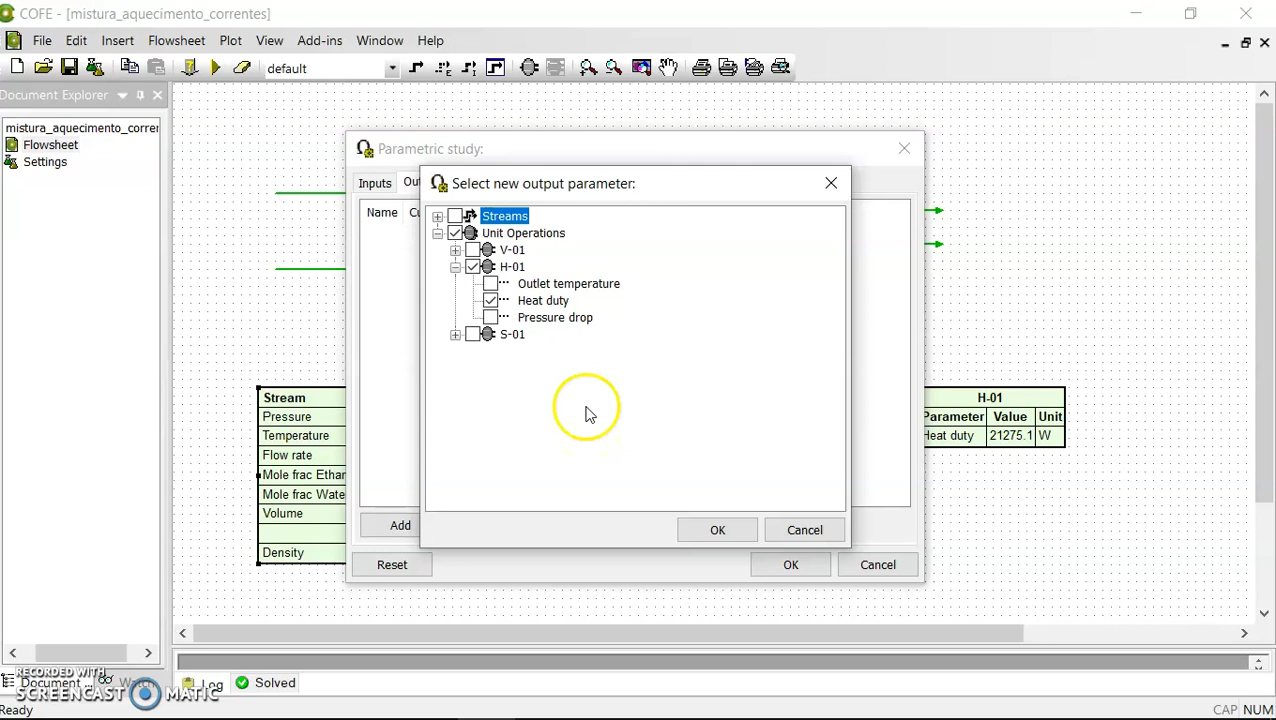 COFE - [mistura_aquecimento_correntes]
File Edit Insert Flowsheet Plot View Add-ins Window Help
default
Document Explorer
mistura_aquecimento_correr
Flowsheet
Settings
Parametric study:
Inputs
Select new output parameter:
Name
Streams
Unit Operations
V-01
H-01
Outlet temperature
Heat duty
Pressure drop
S-01
Stream
Pressure
Temperature
Flow rate
Mole frac Ethar
Mole frac Wate
Volume
Density
H-01
Parameter Value Unit
Heat duty 21275.1 W
Add
OK Cancel
Reset
OK Cancel
RECORDED WITH
SCREENCAST MATIC
Document
Log
Solved
Ready
CAP NUM